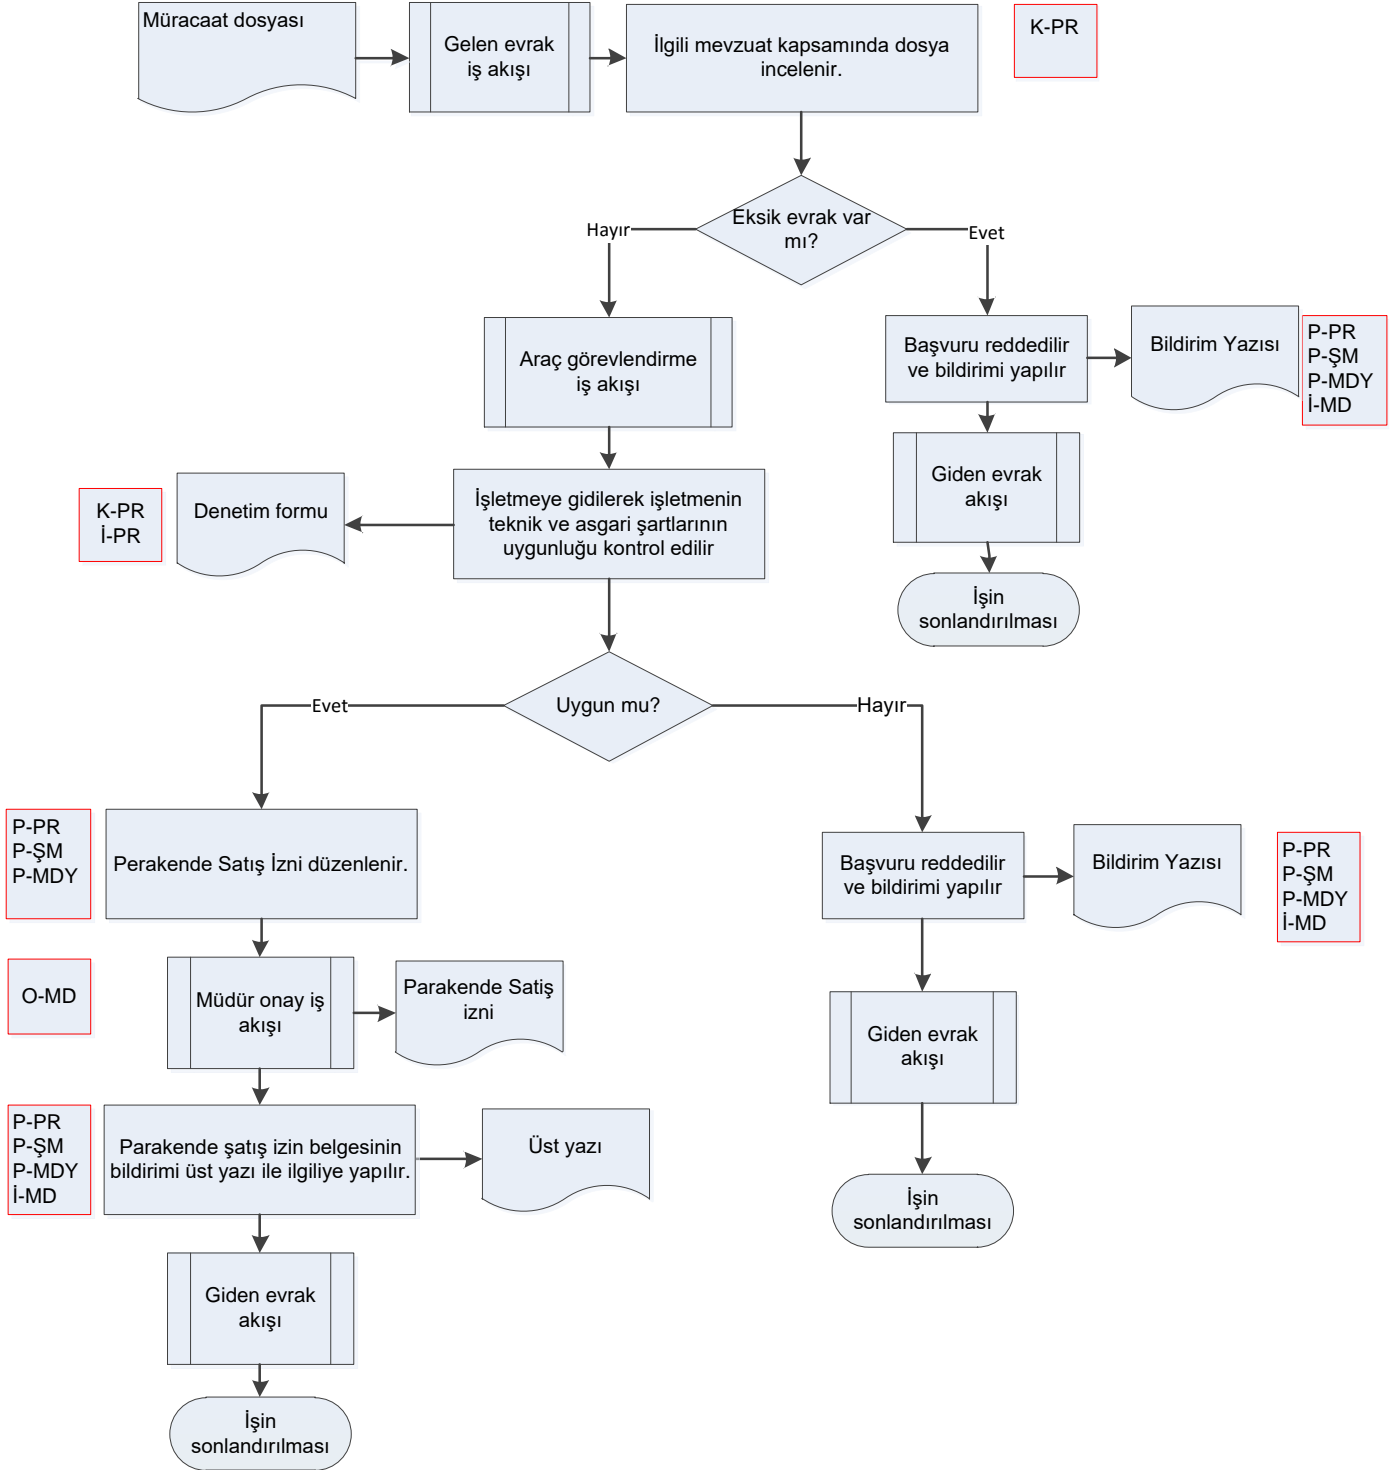 Müracaat dosyası
Gelen evrak
iş akışı
İlgili mevzuat kapsamında dosya
incelenir.
K-PR
Eksik evrak var
mı?
Hayır
Evet
Araç görevlendirme
iş akışı
Başvuru reddedilir
ve bildirimi yapılır
Bildirim Yazısı
P-PR
P-ŞM
P-MDY
İ-MD
Giden evrak
akışı
İşin
sonlandırılması
K-PR
İ-PR
Denetim formu
İşletmeye gidilerek işletmenin
teknik ve asgari şartlarının
uygunluğu kontrol edilir
Uygun mu?
Evet
Hayır
P-PR
P-ŞM
P-MDY
Perakende Satış İzni düzenlenir.
Başvuru reddedilir
ve bildirimi yapılır
Bildirim Yazısı
P-PR
P-ŞM
P-MDY
İ-MD
O-MD
Müdür onay iş
akışı
Parakende Satiş
izni
Giden evrak
akışı
P-PR
P-ŞM
P-MDY
İ-MD
Parakende şatış izin belgesinin
bildirimi üst yazı ile ilgiliye yapılır.
Üst yazı
İşin
sonlandırılması
Giden evrak
akışı
İşin
sonlandırılması